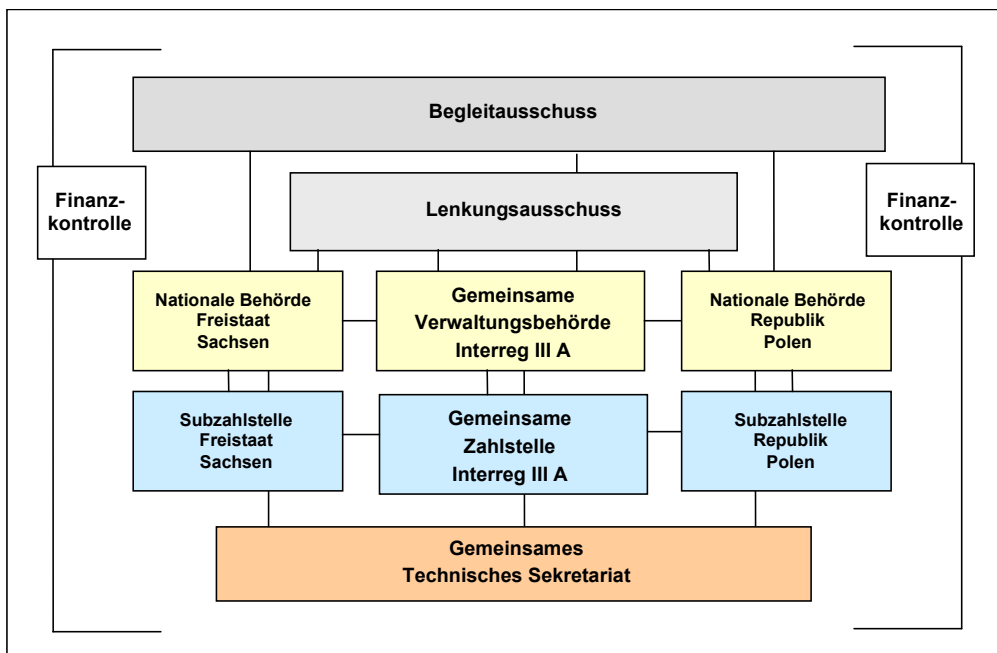 Begleitausschuss
Finanz-
kontrolle
Lenkungsausschuss
Finanz-
kontrolle
Nationale Behörde
Freistaat
Sachsen
Gemeinsame
Verwaltungsbehörde
Interreg III A
Nationale Behörde
Republik
Polen
Subzahlstelle
Freistaat
Sachsen
Gemeinsame
Zahlstelle
Interreg III A
Subzahlstelle
Republik
Polen
Gemeinsames
Technisches Sekretariat